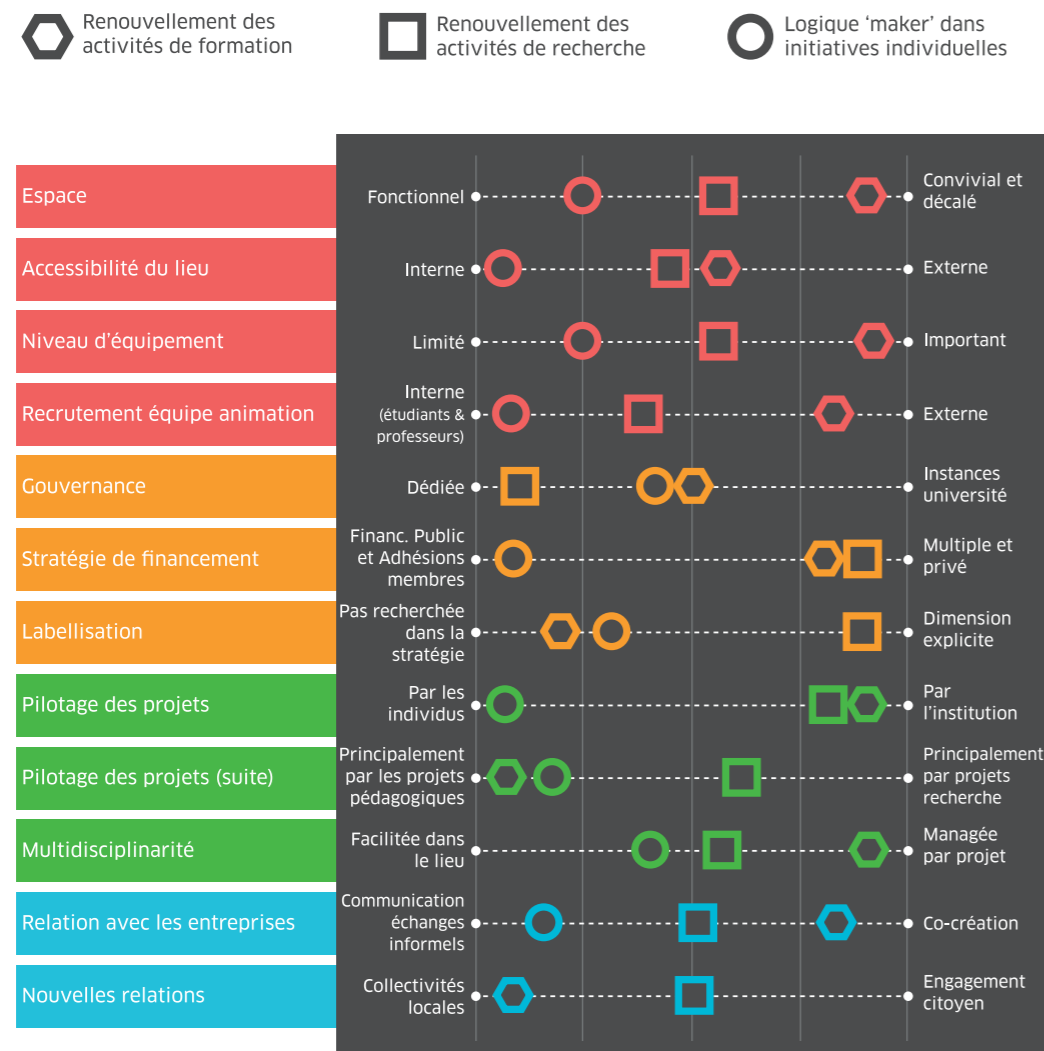 Renouvellement des
activités de formation
Renouvellement des
activités de recherche
Logique 'maker' dans
initiatives individuelles
Espace
Fonctionnel
Convivial et
décalé
Accessibilité du lieu
Interne
Externe
Niveau d'équipement
Limité
Important
Recrutement équipe animation
Interne
(étudiants &
professeurs)
Externe
Gouvernance
Dédiée
Instances
université
Stratégie de financement
Financ. Public
et Adhésions
membres
Multiple et
privé
Labellisation
Pas recherchée
dans la
stratégie
Dimension
explicite
Pilotage des projets
Par les
individus
Par
l'institution
Pilotage des projets (suite)
Principalement
par les projets
pédagogiques
Principalement
par projets
recherche
Multidisciplinarité
Facilitée dans
le lieu
Managée
par projet
Relation avec les entreprises
Communication
échanges
informels
Co-création
Nouvelles relations
Collectivités
locales
Engagement
citoyen